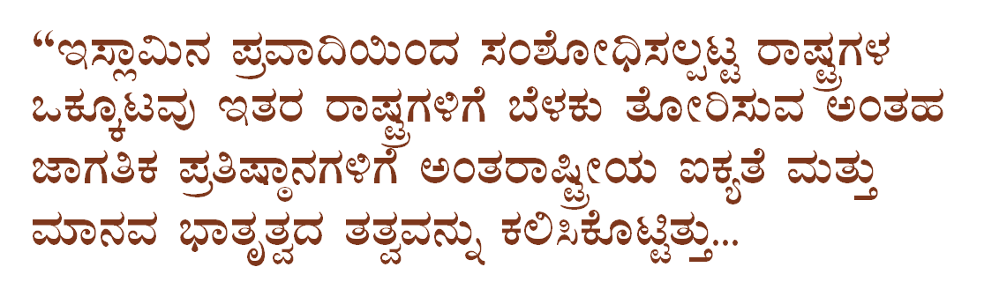 “ಇಸ್ಲಾಮಿನ ಪ್ರವಾದಿಯಿಂದ ಸಂಶೋಧಿಸಲ್ಪಟ್ಟ ರಾಷ್ಟ್ರಗಳ
ಒಕ್ಕೂಟವು ಇತರ ರಾಷ್ಟ್ರಗಳಿಗೆ ಬೆಳಕು ತೋರಿಸುವ ಅಂತಹ
ಜಾಗತಿಕ ಪ್ರತಿಷ್ಠಾನಗಳಿಗೆ ಅಂತರಾಷ್ಟ್ರೀಯ ಐಕ್ಯತೆ ಮತ್ತು
ಮಾನವ ಭಾತೃತ್ವದ ತತ್ವವನ್ನು ಕಲಿಸಿಕೊಟ್ಟಿತ್ತು...